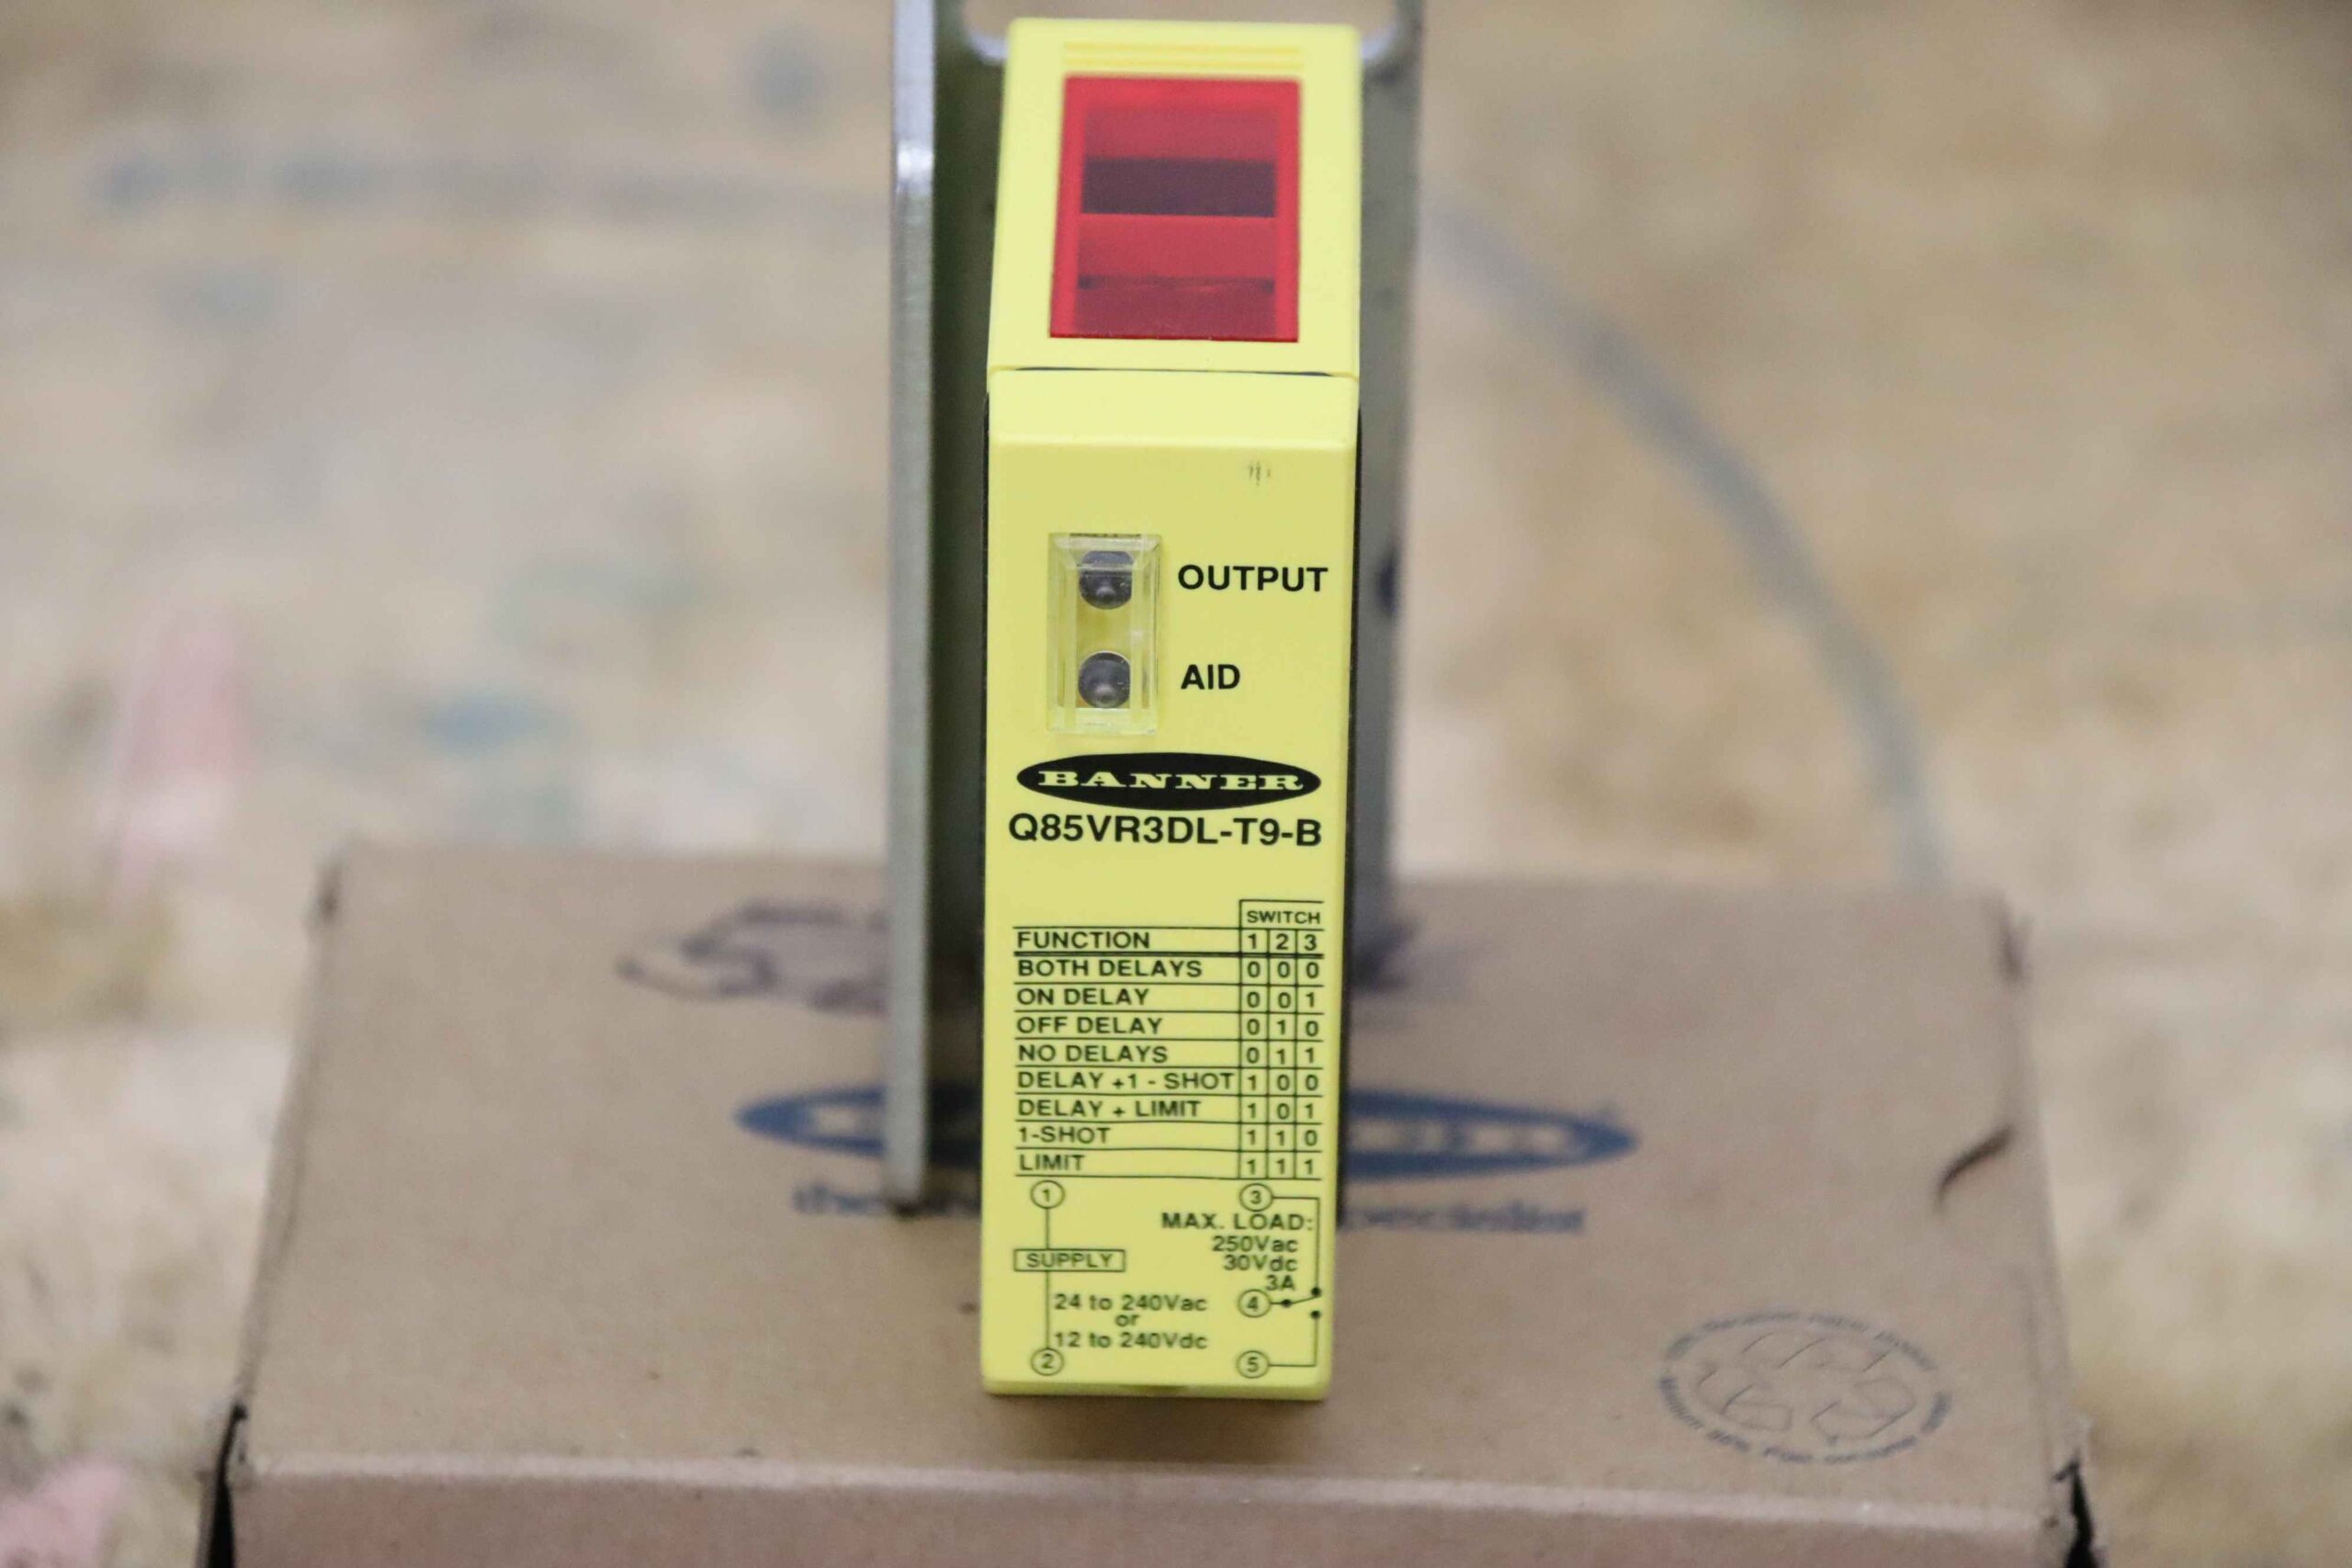 OUTPUT
AID
BANNER
Q85VR3DL-T9-B
SWITCH
FUNCTION 1 2 3
BOTH DELAYS 0 0 0
ON DELAY 0 0 1
OFF DELAY 0 1 0
NO DELAYS 0 1 1
DELAY +1 - SHOT 1 0 0
DELAY + LIMIT 1 0 1
1-SHOT 1 1 0
LIMIT 1 1 1
1 3
MAX. LOAD:
250Vac
30Vdc
3A
SUPPLY
4
24 to 240Vac
or
12 to 240Vdc
2 5